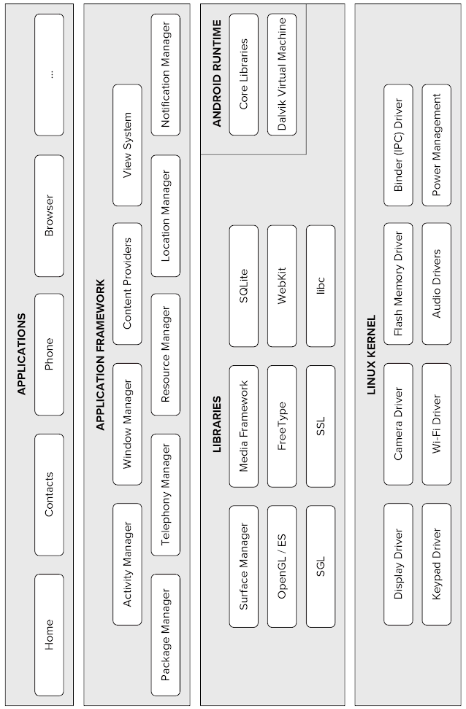 APPLICATIONS
Home
Contacts
Phone
Browser
...
APPLICATION FRAMEWORK
Activity Manager
Window Manager
Content Providers
View System
Package Manager
Telephony Manager
Resource Manager
Location Manager
Notification Manager
LIBRARIES
Surface Manager
Media Framework
SQLite
OpenGL / ES
FreeType
WebKit
SGL
SSL
libc
ANDROID RUNTIME
Core Libraries
Dalvik Virtual Machine
LINUX KERNEL
Display Driver
Camera Driver
Flash Memory Driver
Binder (IPC) Driver
Keypad Driver
Wi-Fi Driver
Audio Drivers
Power Management